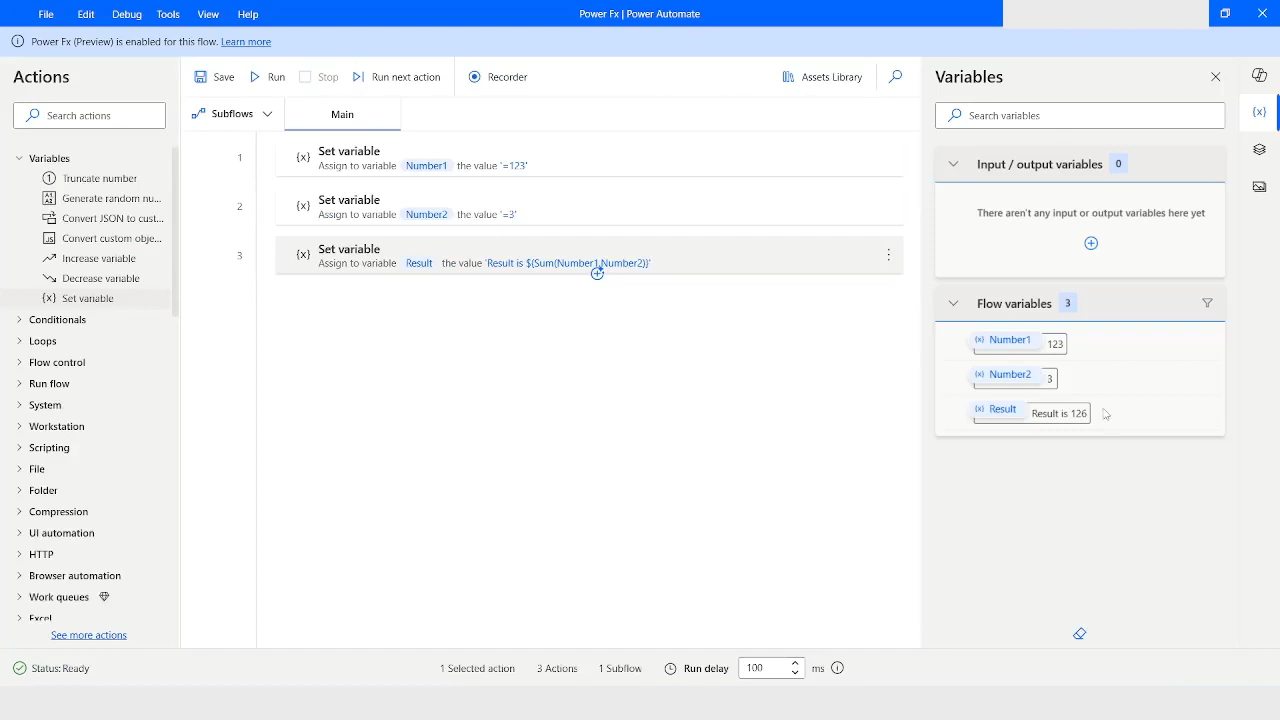 File Edit Debug Tools View Help
Power Fx | Power Automate
Power Fx (Preview) is enabled for this flow. Learn more
Actions
Search actions
Variables
Truncate number
Generate random nu...
Convert JSON to cust...
Convert custom obje...
Increase variable
Decrease variable
{x} Set variable
Conditionals
Loops
Flow control
Run flow
System
Workstation
Scripting
File
Folder
Compression
UI automation
HTTP
Browser automation
Work queues
Excel
See more actions
Save Run Stop Run next action Recorder Assets Library
Subflows Main
1 {x} Set variable
Assign to variable Number1 the value '=123'
2 {x} Set variable
Assign to variable Number2 the value '=3'
3 {x} Set variable
Assign to variable Result the value 'Result is ${Sum(Number1,Number2)}'
Variables
Search variables
Input / output variables 0
There aren't any input or output variables here yet
Flow variables 3
{x} Number1 123
{x} Number2 3
{x} Result Result is 126
{x}
Status: Ready 1 Selected action 3 Actions 1 Subflow Run delay 100 ms